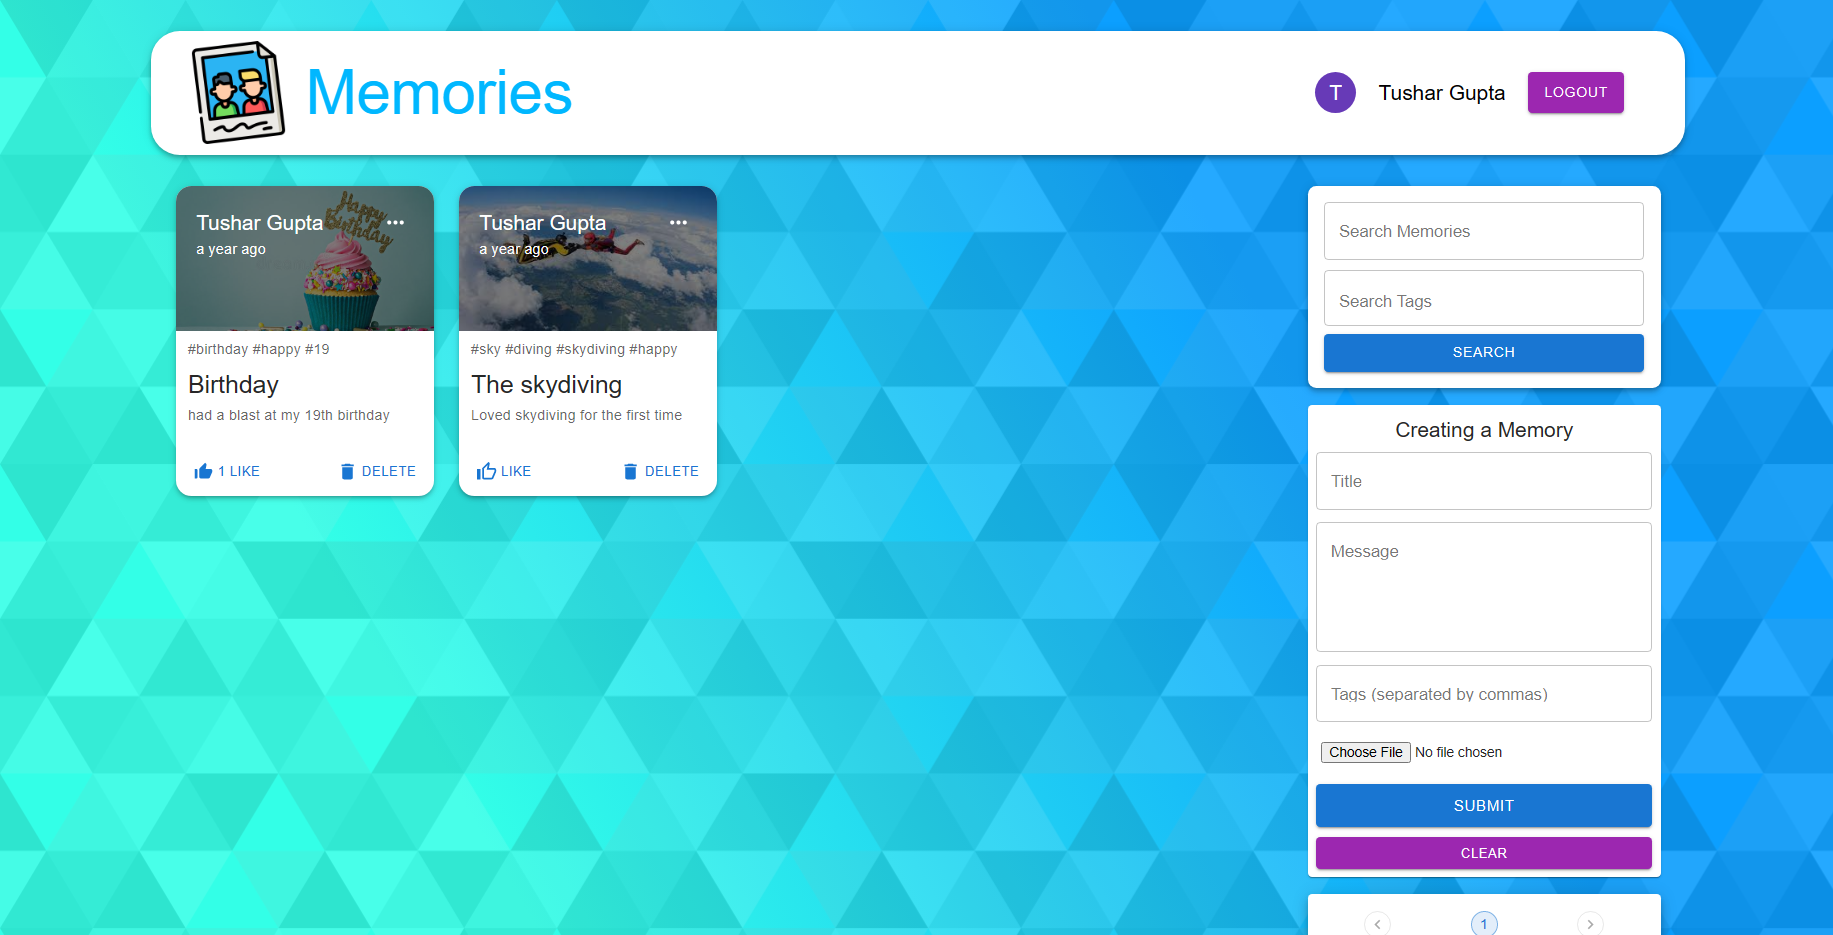 Memories
T
Tushar Gupta
LOGOUT
Happy
Birthday
Tushar Gupta
a year ago
#birthday #happy #19
Birthday
had a blast at my 19th birthday
1 LIKE
DELETE
Tushar Gupta
a year ago
#sky #diving #skydiving #happy
The skydiving
Loved skydiving for the first time
LIKE
DELETE
Search Memories
Search Tags
SEARCH
Creating a Memory
Title
Message
Tags (separated by commas)
Choose File No file chosen
SUBMIT
CLEAR
1